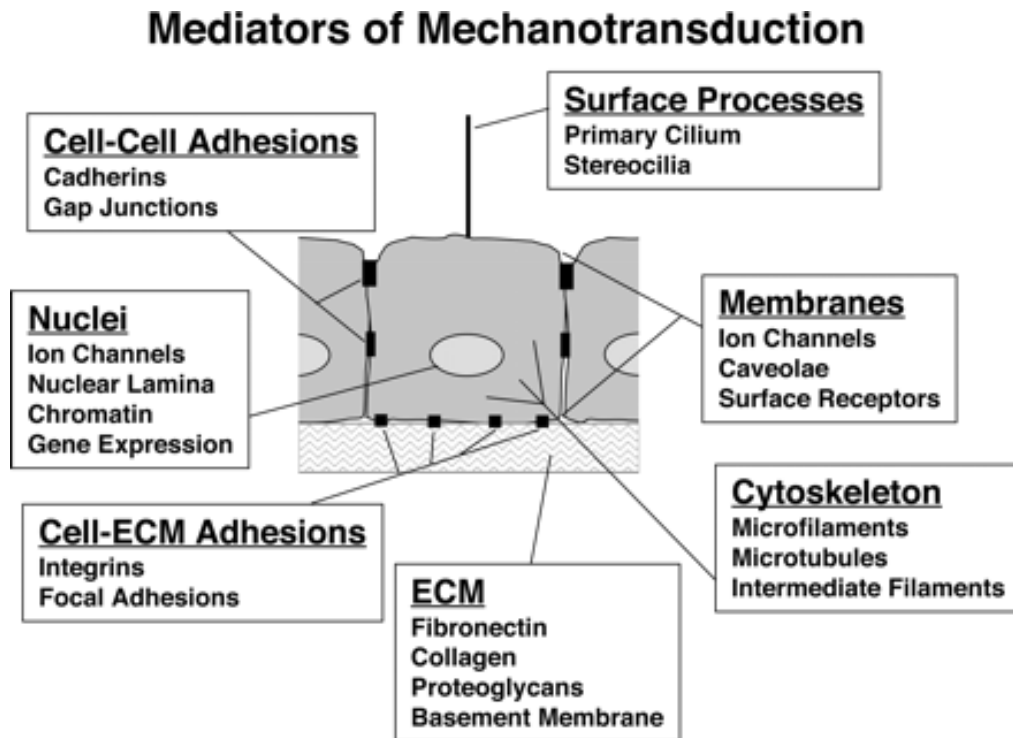 Mediators of Mechanotransduction
Surface Processes
Primary Cilium
Stereocilia
Cell-Cell Adhesions
Cadherins
Gap Junctions
Nuclei
Ion Channels
Nuclear Lamina
Chromatin
Gene Expression
Membranes
Ion Channels
Caveolae
Surface Receptors
Cell-ECM Adhesions
Integrins
Focal Adhesions
ECM
Fibronectin
Collagen
Proteoglycans
Basement Membrane
Cytoskeleton
Microfilaments
Microtubules
Intermediate Filaments